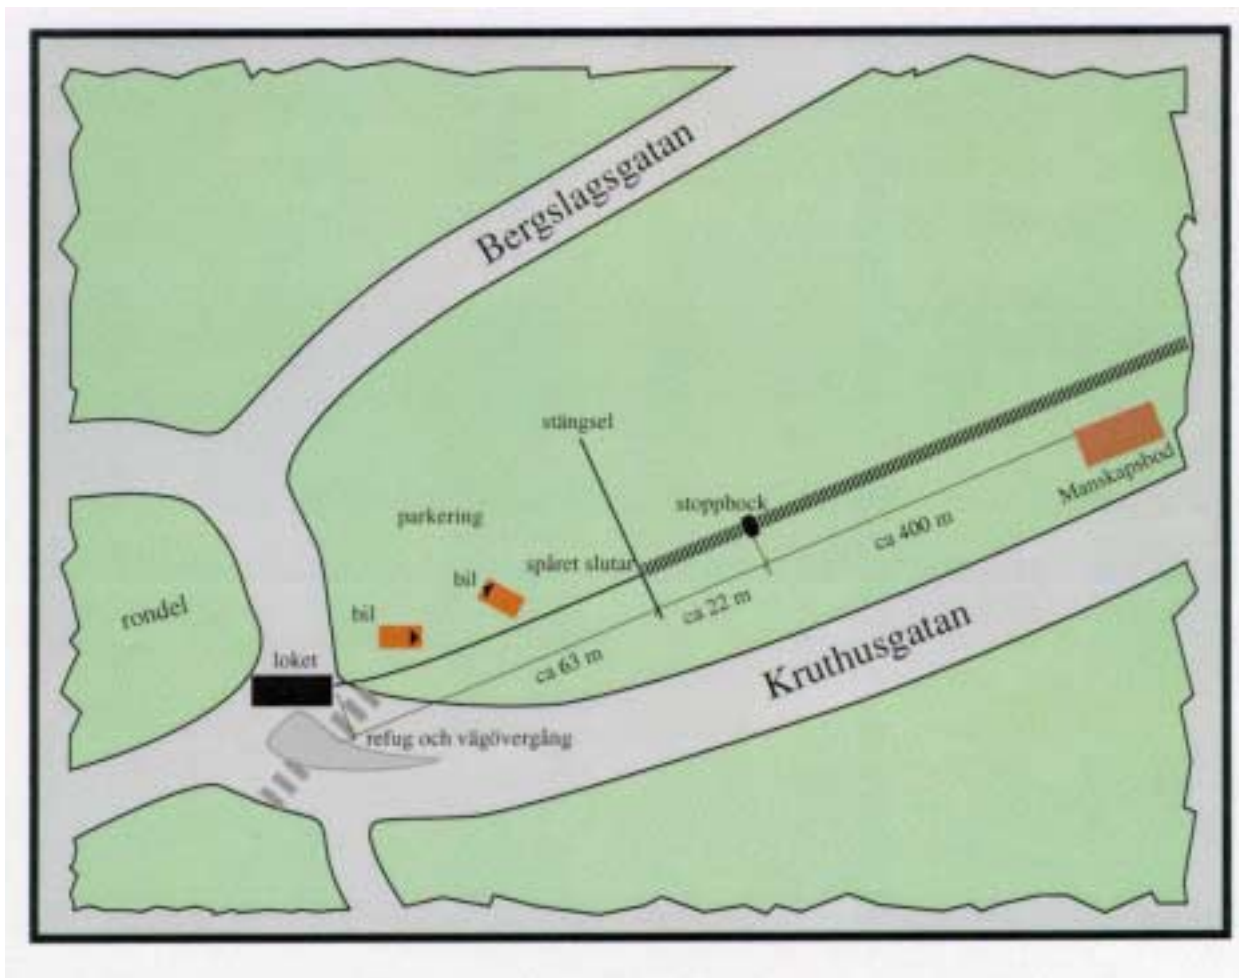 Bergslagsgatan
stängsel
stoppbock
Manskapsbod
parkering
ca 400 m
spåret slutar
bil
bil
ca 22 m
rondel
ca 63 m
Kruthusgatan
loket
refug och vägövergång